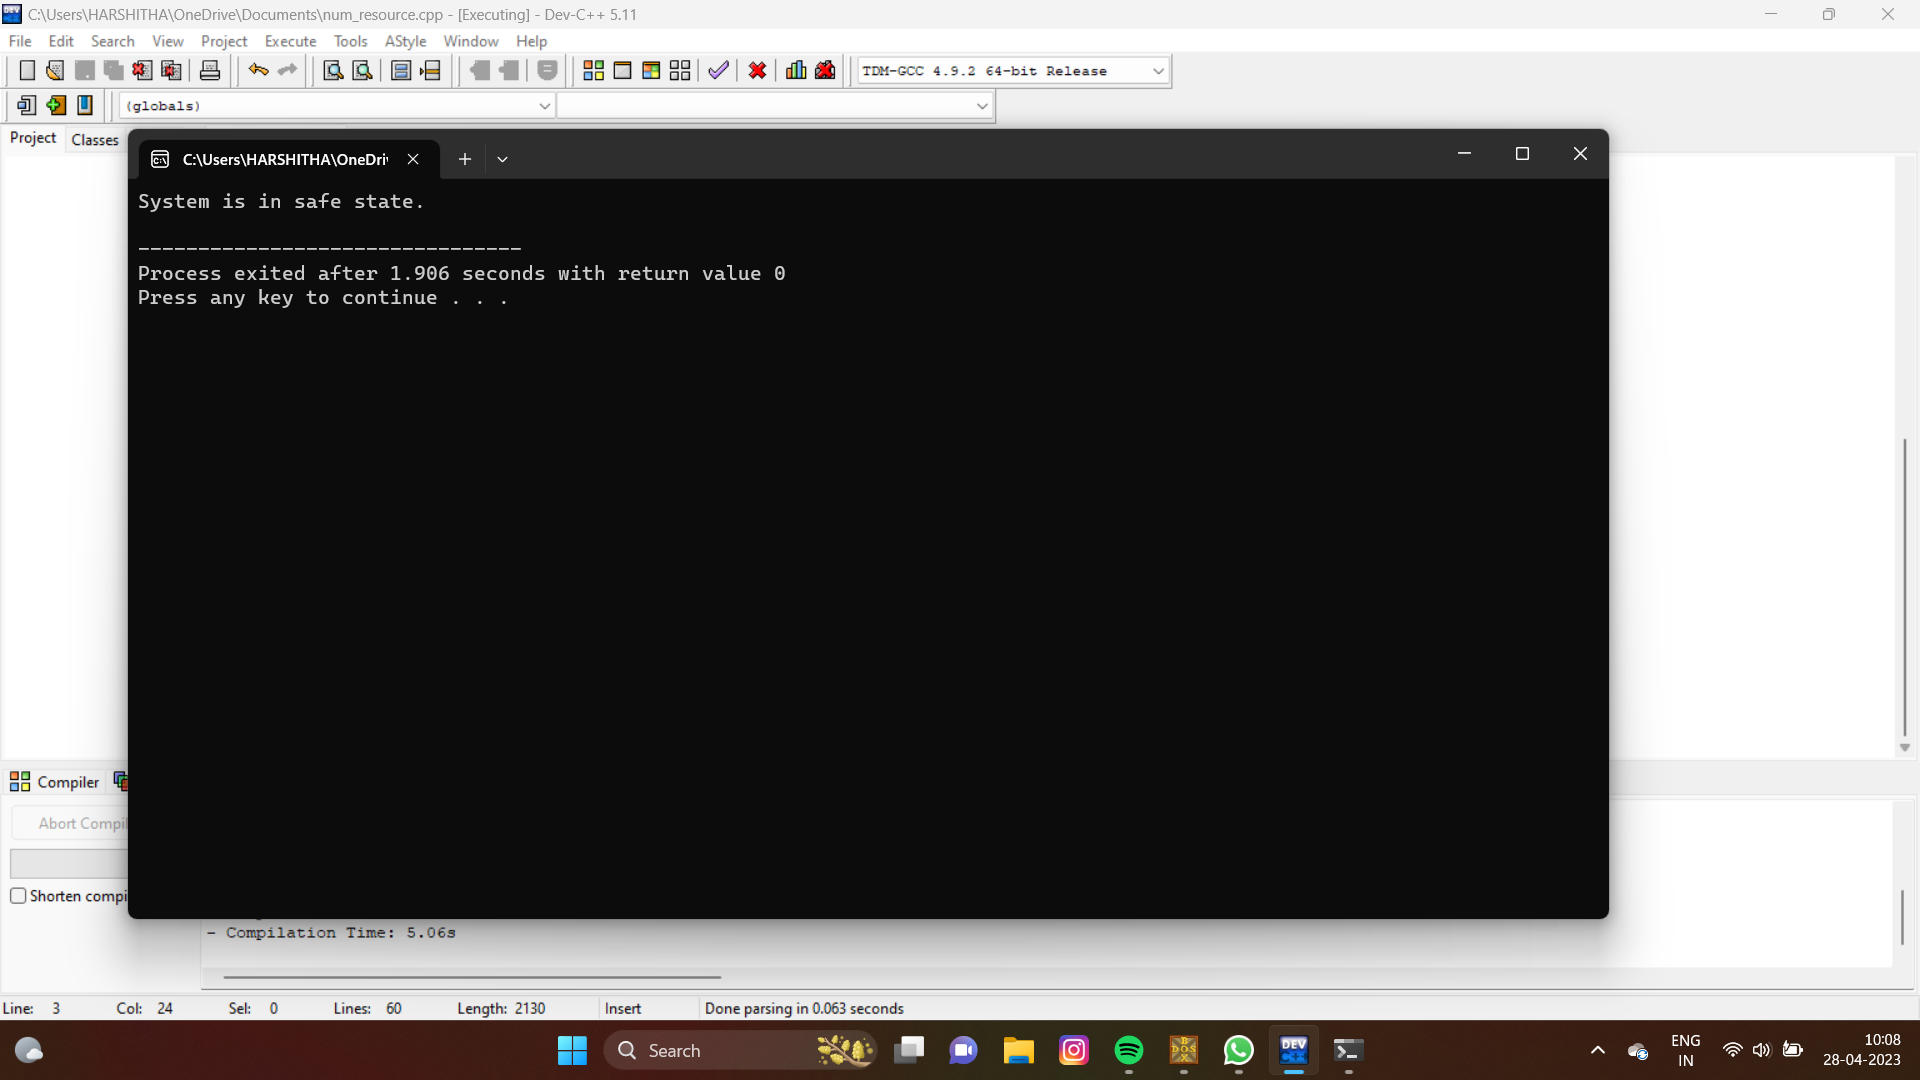 C:\Users\HARSHITHA\OneDrive\Documents\num_resource.cpp - [Executing] - Dev-C++ 5.11
File Edit Search View Project Execute Tools AStyle Window Help
TDM-GCC 4.9.2 64-bit Release
(globals)
Project Classes
C:\Users\HARSHITHA\OneDri
System is in safe state.
--------------------------------
Process exited after 1.906 seconds with return value 0
Press any key to continue . . .
Compiler
Abort Compil
Shorten compi
- Compilation Time: 5.06s
Line: 3 Col: 24 Sel: 0 Lines: 60 Length: 2130 Insert Done parsing in 0.063 seconds
Search
DEV
C++
ENG
IN
10:08
28-04-2023